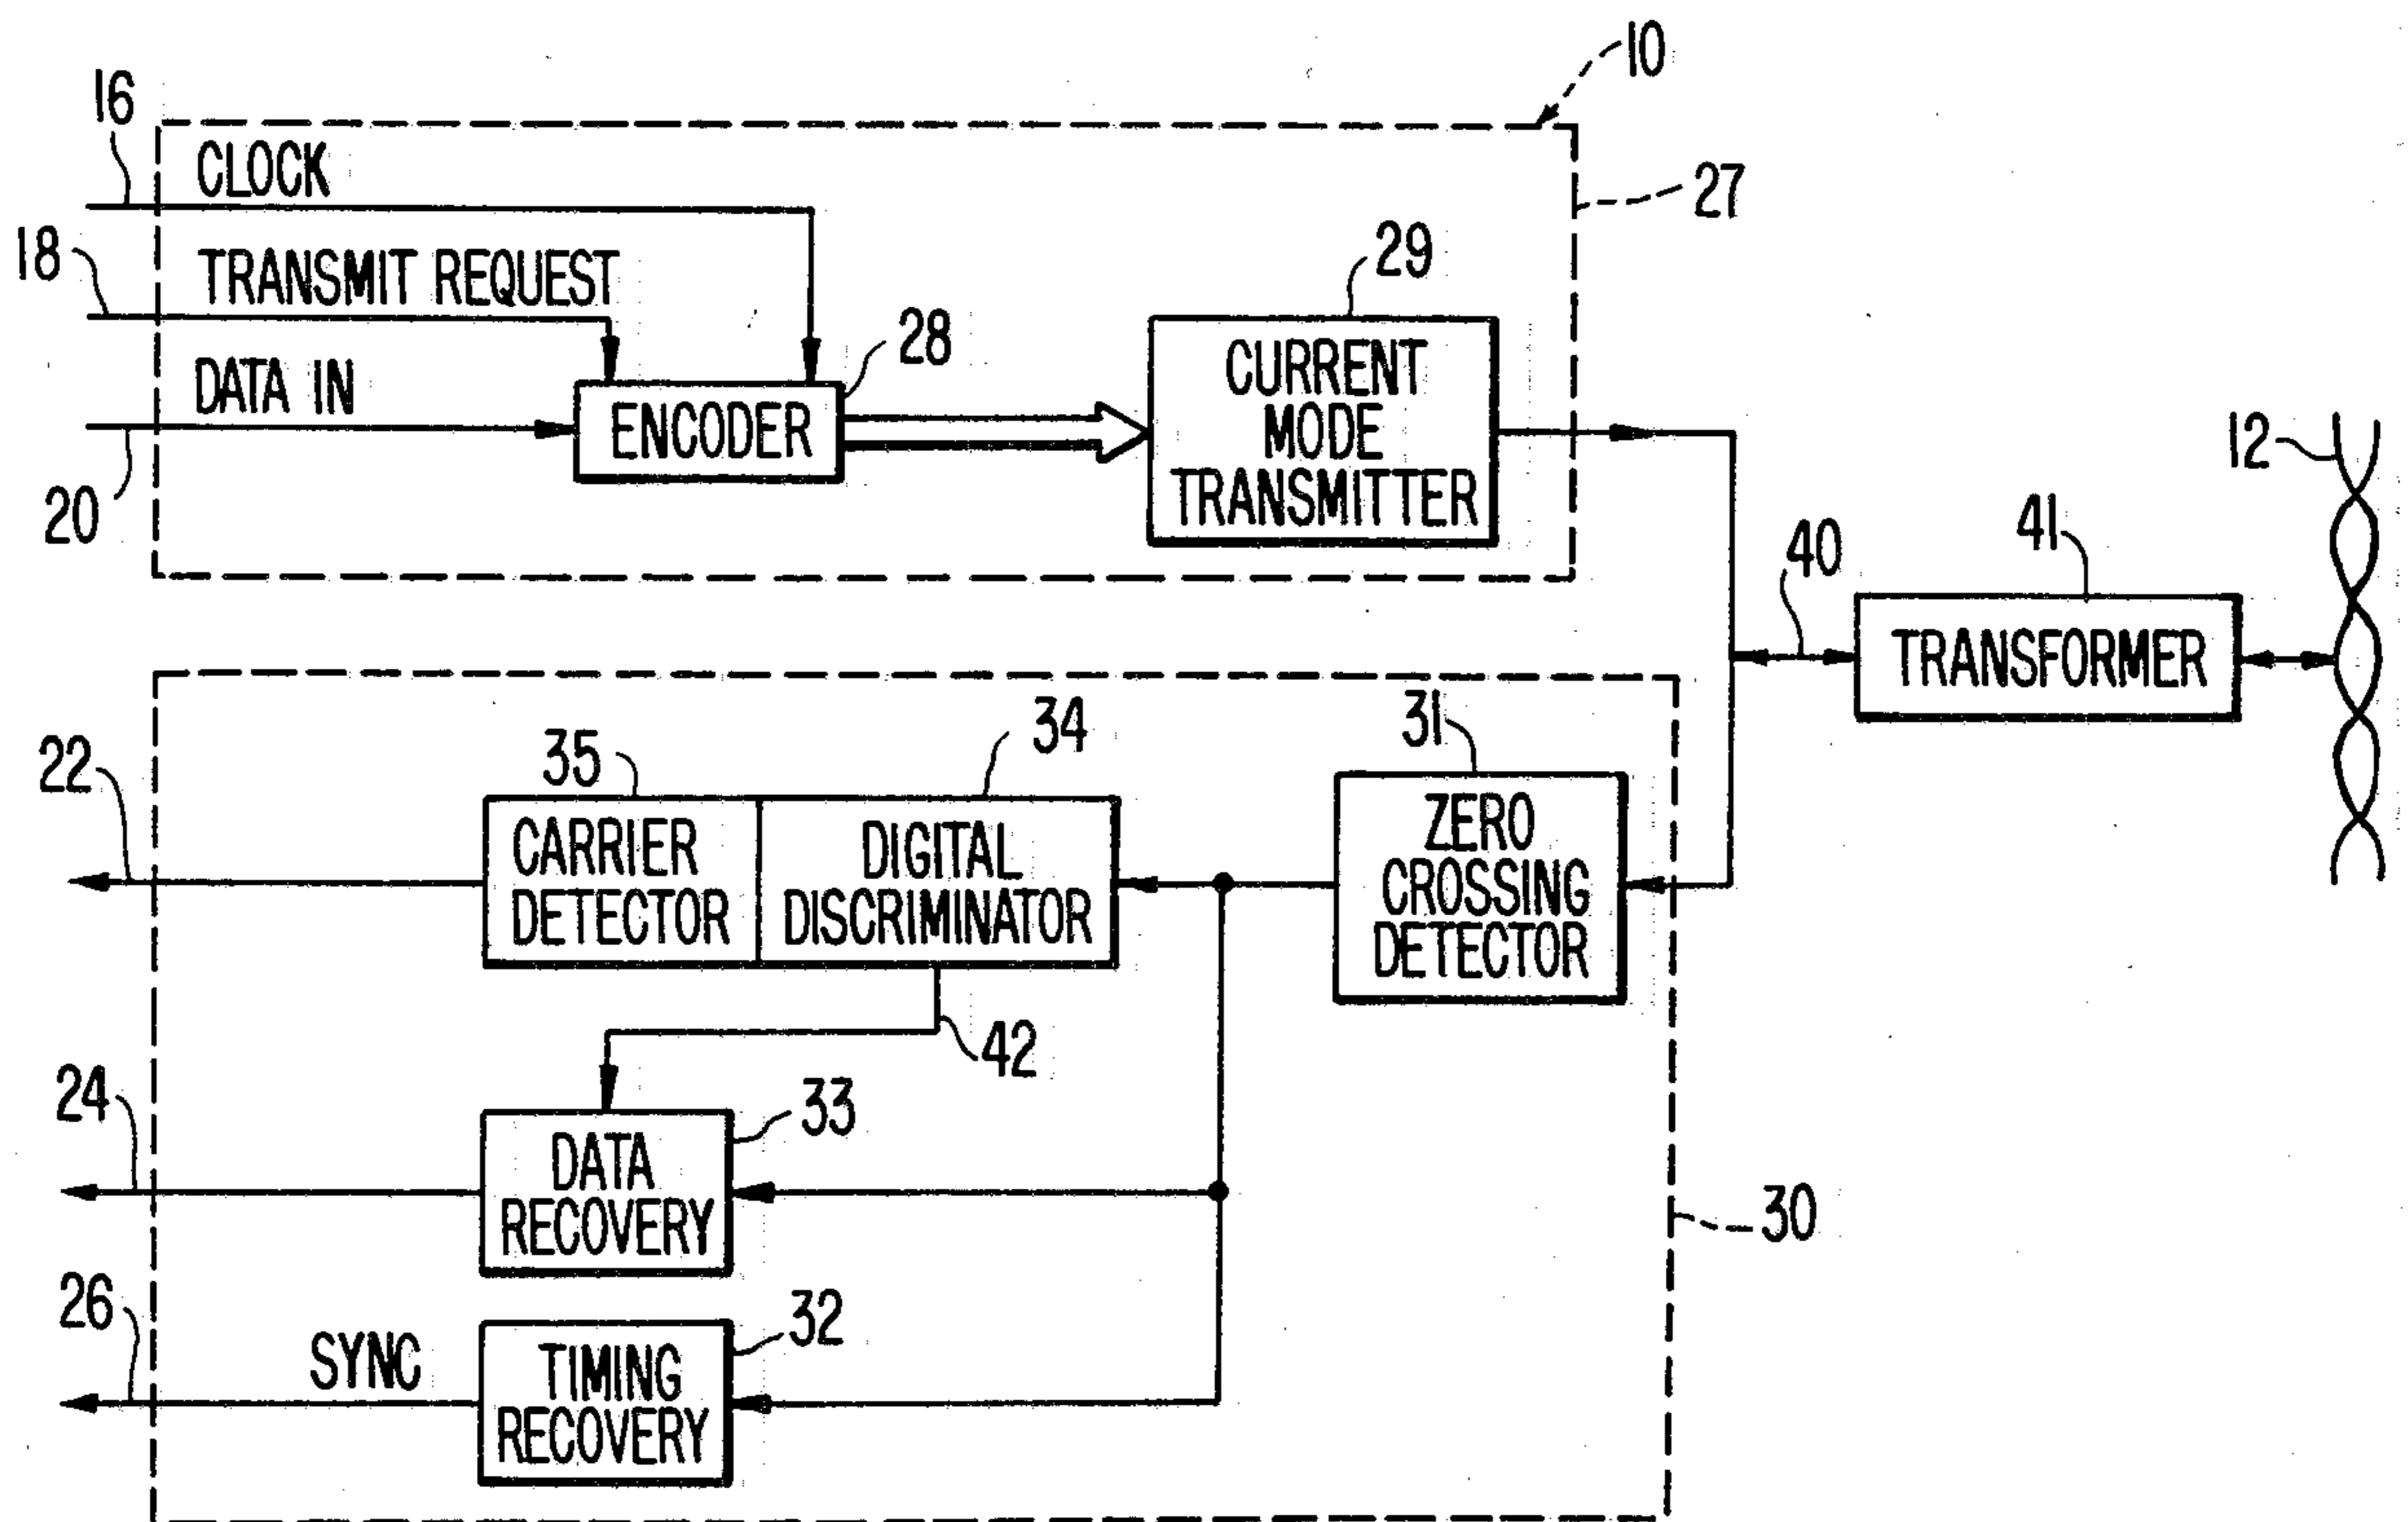 10
16
CLOCK
27
18
TRANSMIT REQUEST
29
28
DATA IN
CURRENT
MODE
TRANSMITTER
ENCODER
12
20
41
40
TRANSFORMER
31
34
35
22
ZERO
CROSSING
DETECTOR
CARRIER
DETECTOR
DIGITAL
DISCRIMINATOR
42
24
33
DATA
RECOVERY
30
26
32
SYNC
TIMING
RECOVERY